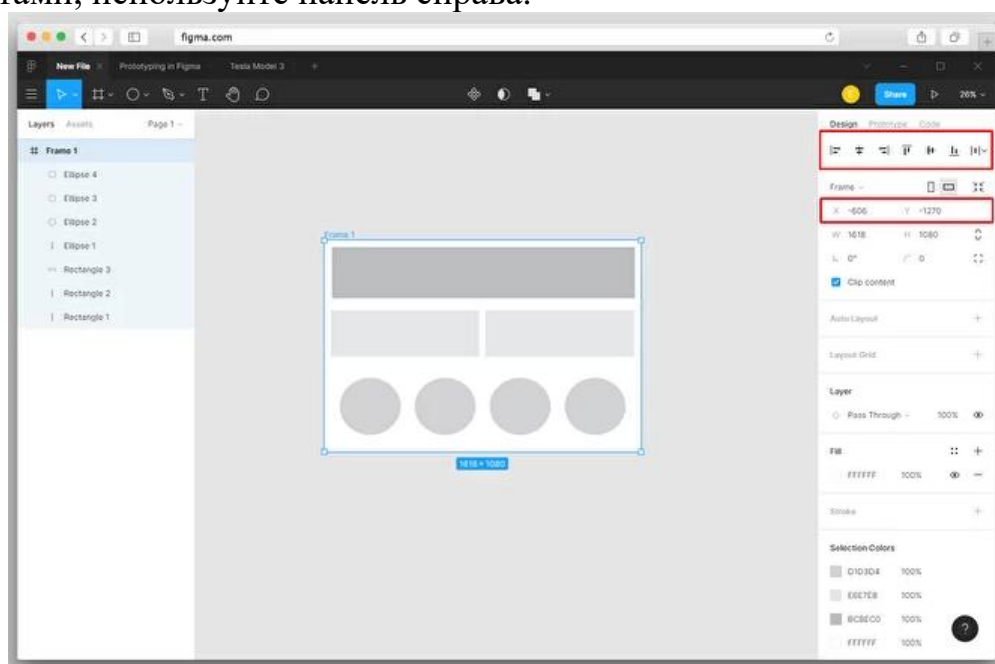 используйте панель справа.
figma.com
New File Prototyping in Figma Tesla Model 3 +
T Share 26%
Layers Assets Page 1
Design Prototype Code
Frame 1
Ellipse 4
Ellipse 3
Ellipse 2
Ellipse 1
Rectangle 3
Rectangle 2
Rectangle 1
Frame 1
1618 × 1080
Frame
X -606 Y -1270
W 1618 H 1080
0° 0
Clip content
Auto Layout +
Layout Grid +
Layer
Pass Through 100%
Fill +
FFFFFF 100% −
Stroke +
Selection Colors
D1D3D4 100%
E6E7E8 100%
BCBEC0 100%
FFFFFF 100%
?